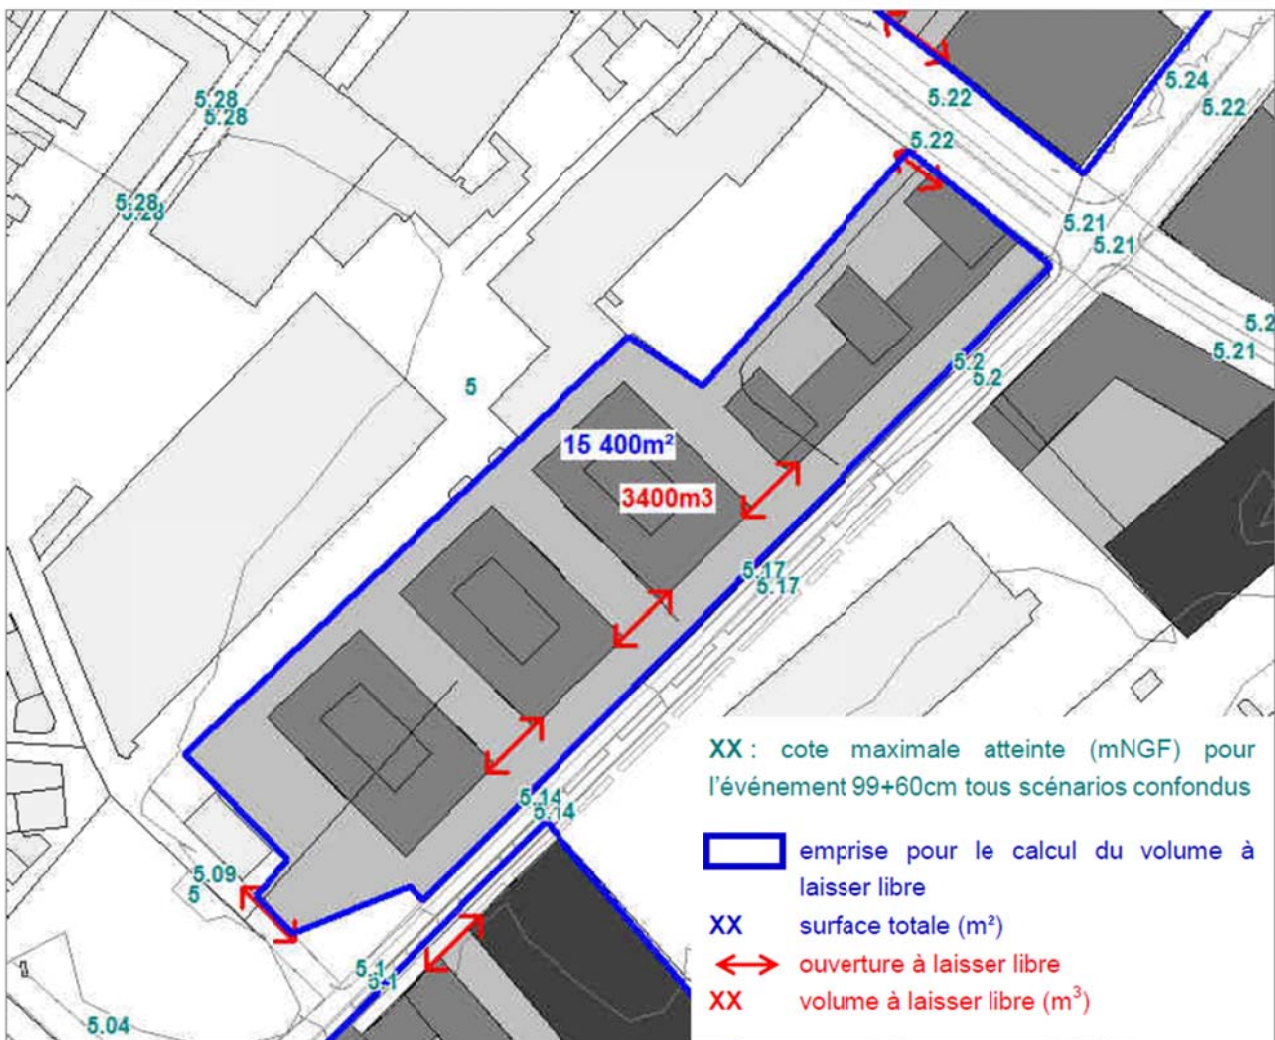 5.24
5.22
5.22
5.28
5.28
5.22
5.28
5.21
5.21
5.2
5.21
5.2
5.2
5
15 400m²
3400m3
5.17
5.17
5.14
5.14
XX : cote maximale atteinte (mNGF) pour
l'événement 99+60cm tous scénarios confondus
emprise pour le calcul du volume à
laisser libre
XX surface totale (m²)
ouverture à laisser libre
XX volume à laisser libre (m³)
5.09
5
5.1
5.1
5.04